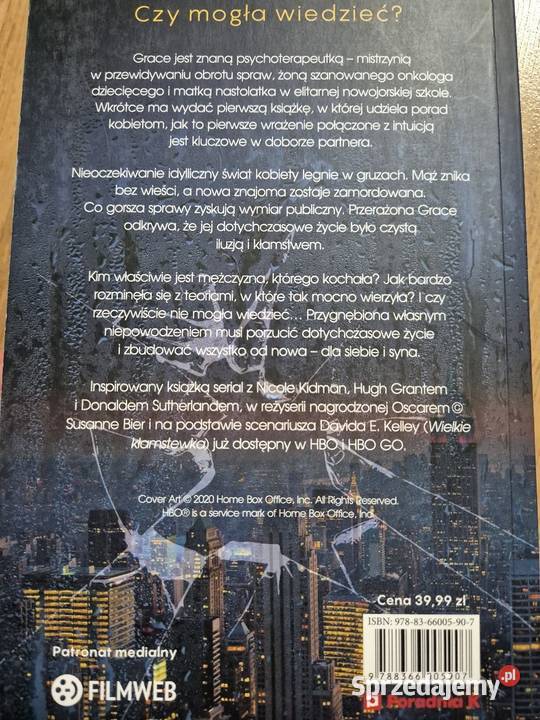 Czy mogła wiedzieć?
Grace jest znaną psychoterapeutką – mistrzynią
w przewidywaniu obrotu spraw, żoną szanowanego onkologa
dziecięcego i matką nastolatka w elitarnej nowojorskiej szkole.
Wkrótce ma wydać pierwszą książkę, w której udziela porad
kobietom, jak to pierwsze wrażenie połączone z intuicją
jest kluczowe w doborze partnera.
Nieoczekiwanie idylliczny świat kobiety legnie w gruzach. Mąż znika
bez wieści, a nowa znajoma zostaje zamordowana.
Co gorsza sprawy zyskują wymiar publiczny. Przerażona Grace
odkrywa, że jej dotychczasowe życie było czystą
iluzją i kłamstwem.
Kim właściwie jest mężczyzna, którego kochała? Jak bardzo
rozminęła się z teoriami, w które tak mocno wierzyła? I czy
rzeczywiście nie mogła wiedzieć... Przygnębiona własnym
niepowodzeniem musi porzucić dotychczasowe życie
i zbudować wszystko od nowa – dla siebie i syna.
Inspirowany książką serial z Nicole Kidman, Hugh Grantem
i Donaldem Sutherlandem, w reżyserii nagrodzonej Oscarem ©
Susanne Bier i na podstawie scenariusza Davida E. Kelley (Wielkie
kłamstewka) już dostępny w HBO i HBO GO.
Cover Art © 2020 Home Box Office, Inc. All Rights Reserved.
HBO® is a service mark of Home Box Office, Inc.
Cena 39,99 zł
ISBN: 978-83-66005-90-7
9 788366 005907
Patronat medialny
FILMWEB
Poradnia K
Sprzedajemy.pl